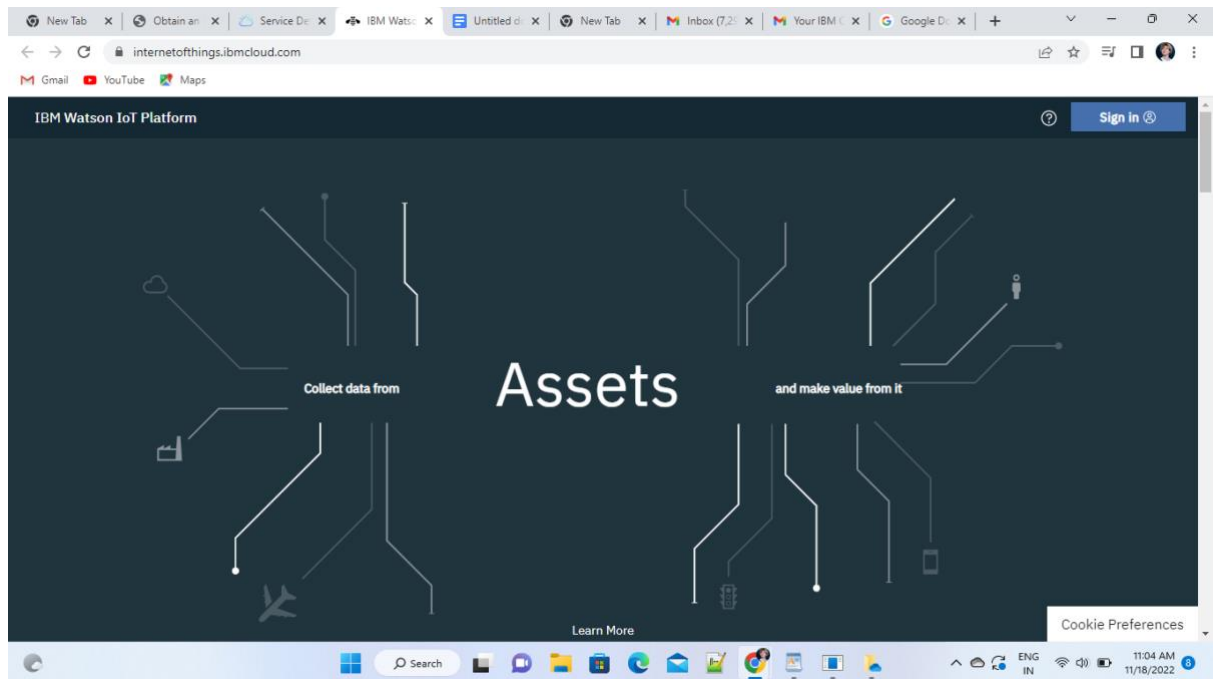 New Tab
Obtain an
Service De
IBM Watso
Untitled d
New Tab
Inbox (7,2
Your IBM C
Google Do
internetofthings.ibmcloud.com
Gmail
YouTube
Maps
IBM Watson IoT Platform
Sign in
Collect data from
Assets
and make value from it
Learn More
Cookie Preferences
Search
ENG
IN
11:04 AM
11/18/2022
8